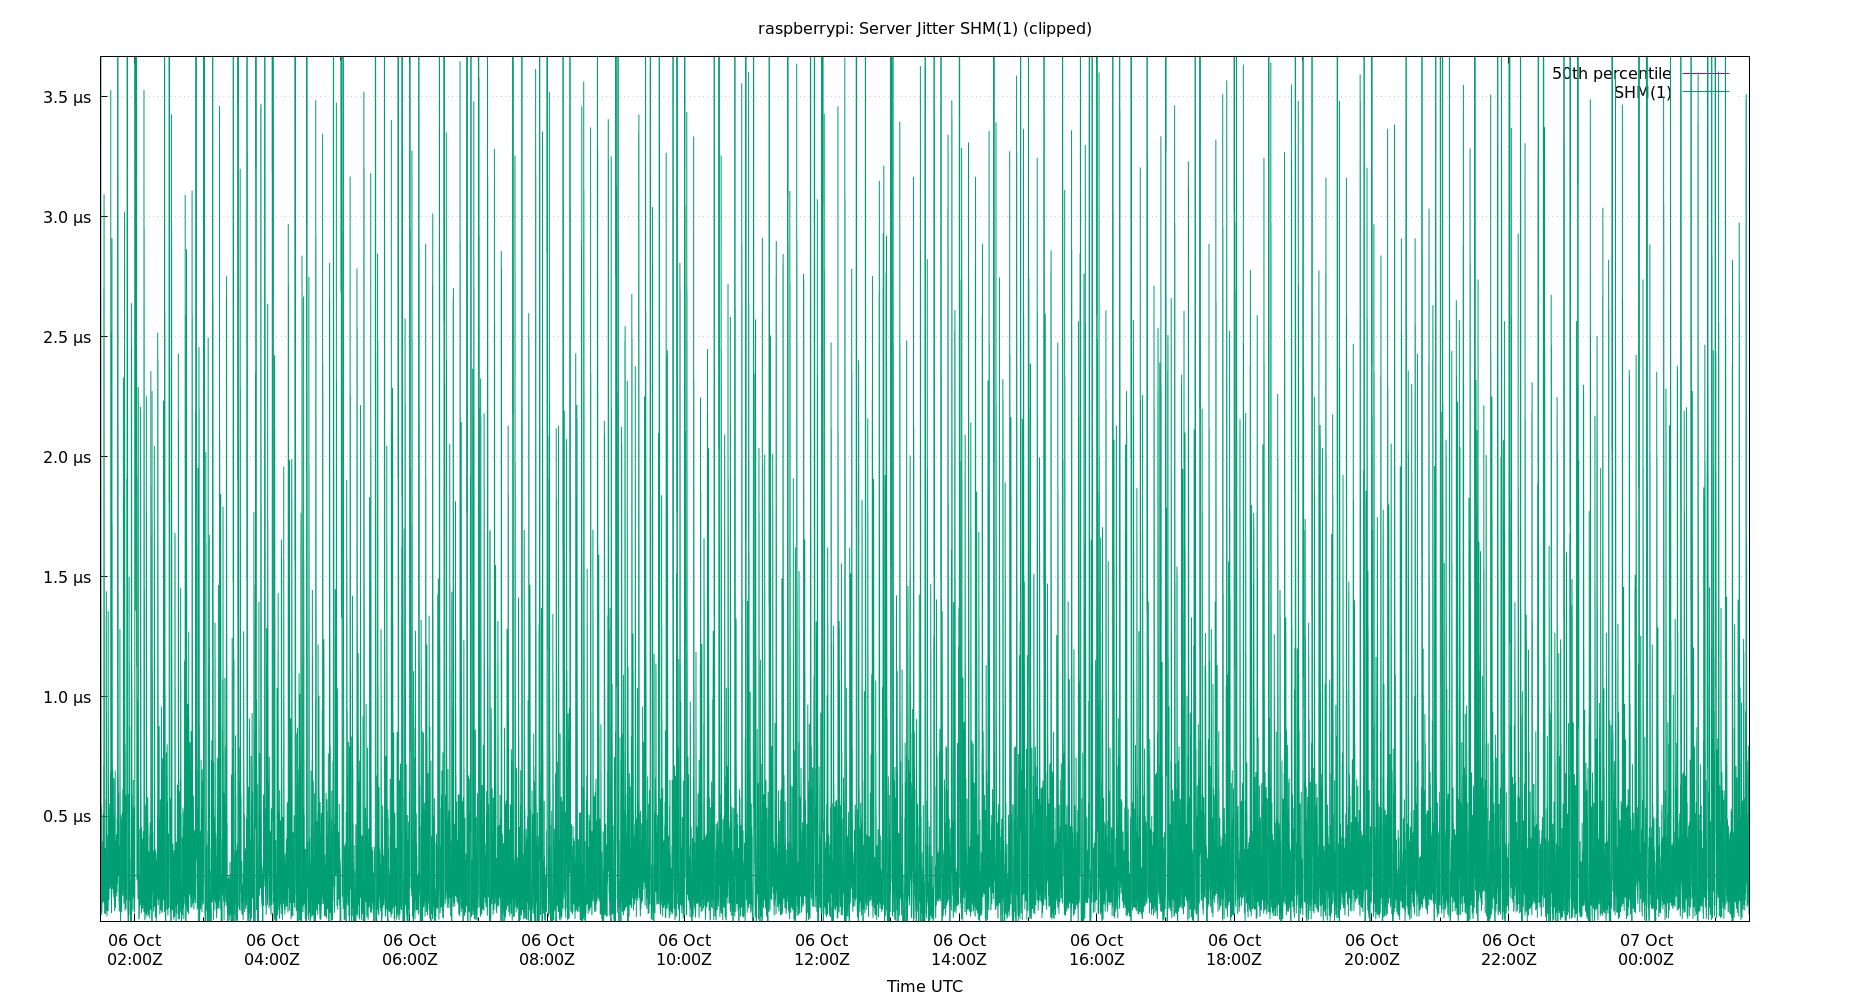 raspberrypi: Server Jitter SHM(1) (clipped)
50th percentile
SHM(1)
3.5 µs
3.0 µs
2.5 µs
2.0 µs
1.5 µs
1.0 µs
0.5 µs
06 Oct 06 Oct 06 Oct 06 Oct 06 Oct 06 Oct 06 Oct 06 Oct 06 Oct 06 Oct 06 Oct 07 Oct
02:00Z 04:00Z 06:00Z 08:00Z 10:00Z 12:00Z 14:00Z 16:00Z 18:00Z 20:00Z 22:00Z 00:00Z
Time UTC